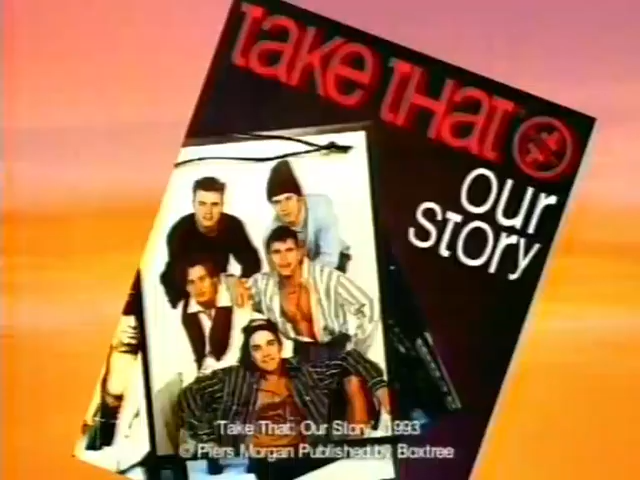 Take That
our
story
'Take That: Our Story' 1993
© Piers Morgan Published by Boxtree